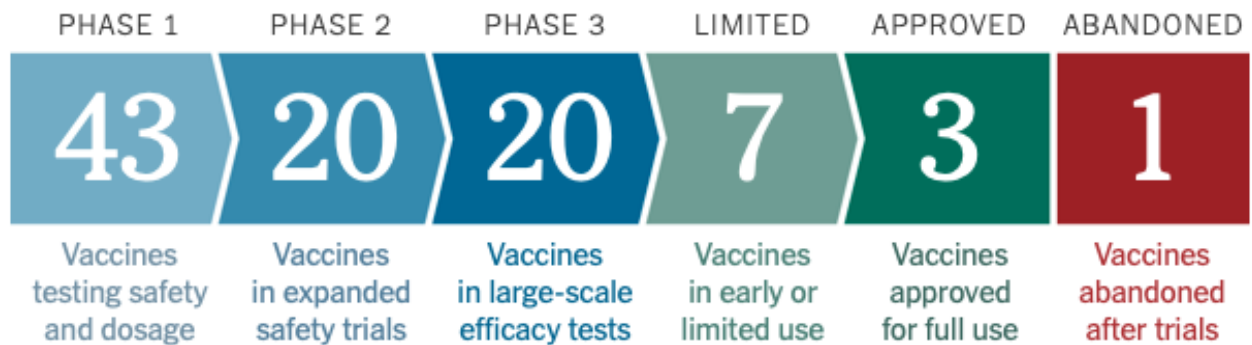 PHASE 1 PHASE 2 PHASE 3 LIMITED APPROVED ABANDONED
43 20 20 7 3 1
Vaccines Vaccines Vaccines Vaccines Vaccines Vaccines
testing safety in expanded in large-scale in early or approved abandoned
and dosage safety trials efficacy tests limited use for full use after trials